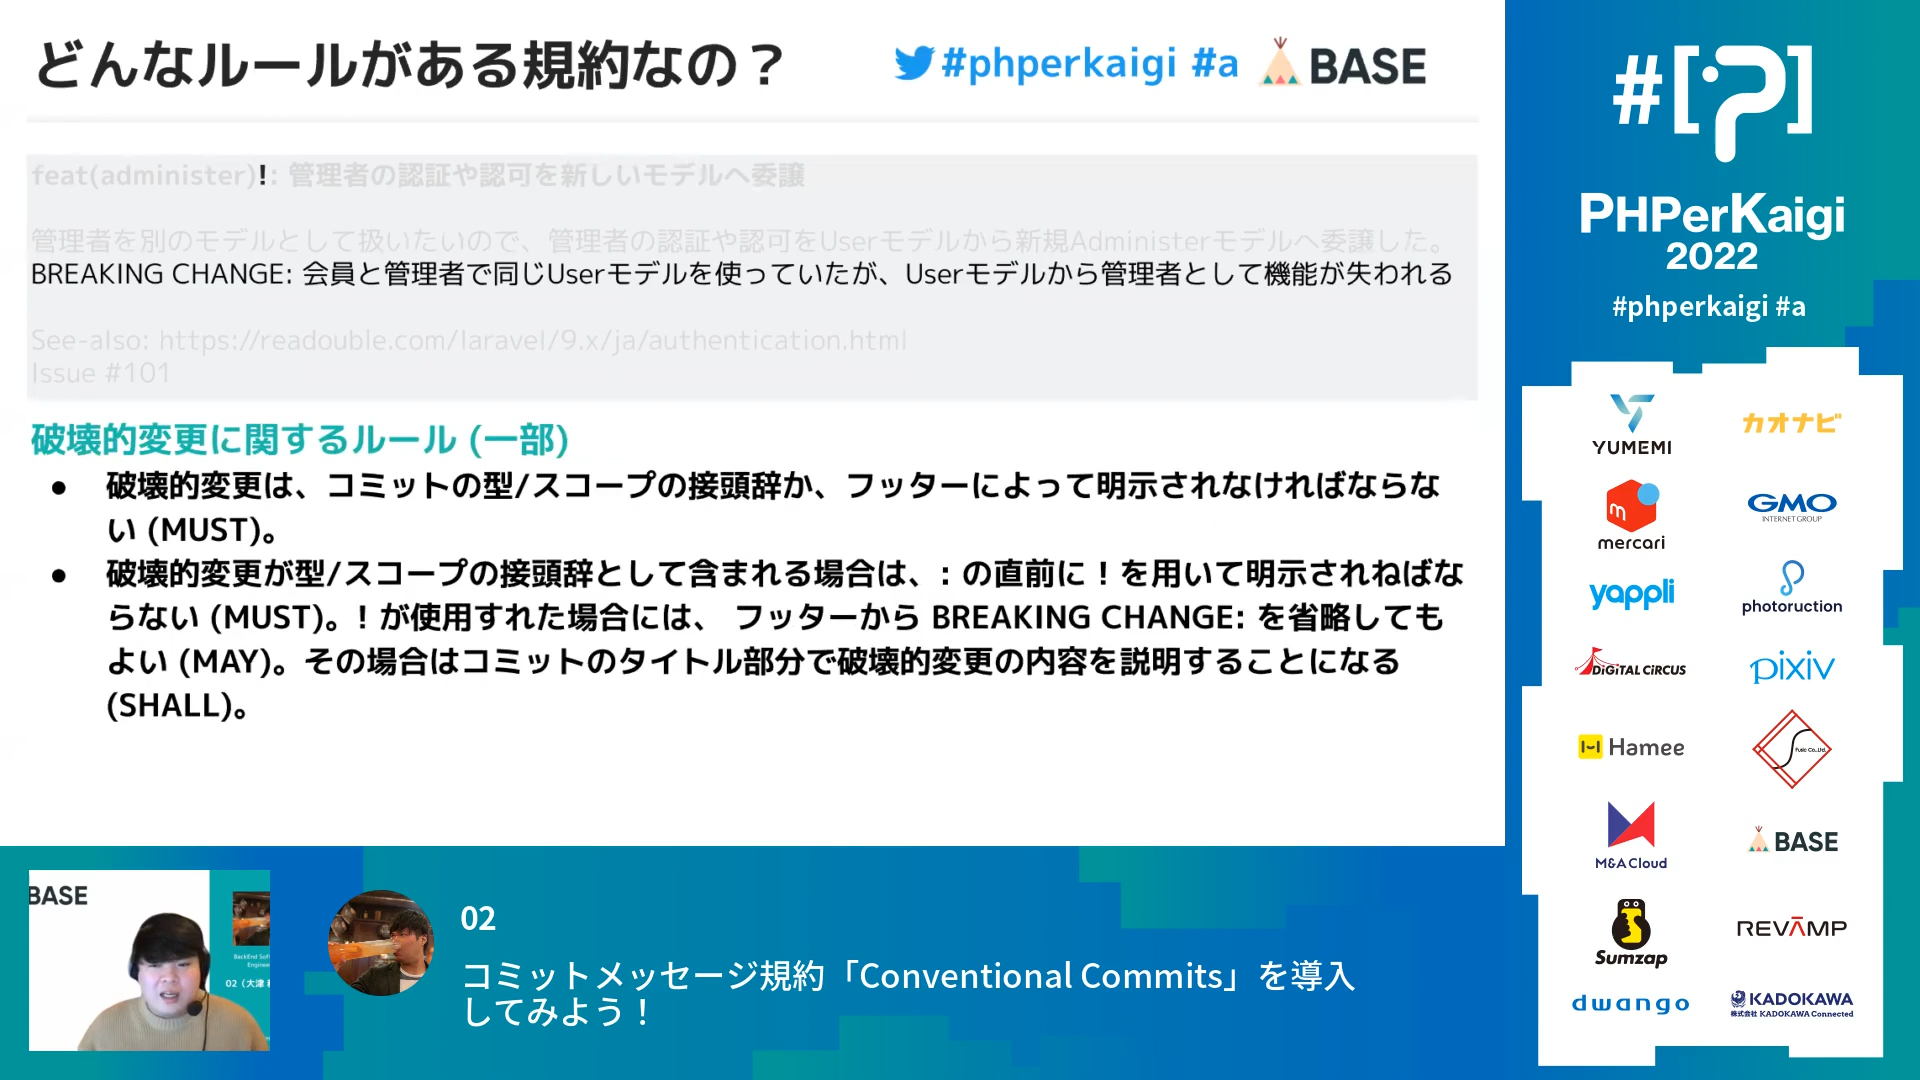 どんなルールがある規約なの？
#phperkaigi #a
BASE
feat(administer)!: 管理者の認証や認可を新しいモデルへ委譲
管理者を別のモデルとして扱いたいので、管理者の認証や認可をUserモデルから新規Administerモデルへ委譲した。
BREAKING CHANGE: 会員と管理者で同じUserモデルを使っていたが、Userモデルから管理者として機能が失われる
See-also: https://readouble.com/laravel/9.x/ja/authentication.html
Issue #101
破壊的変更に関するルール (一部)
● 破壊的変更は、コミットの型/スコープの接頭辞か、フッターによって明示されなければならな
い (MUST)。
● 破壊的変更が型/スコープの接頭辞として含まれる場合は、: の直前に ! を用いて明示されねばな
らない (MUST)。! が使用すれた場合には、 フッターから BREAKING CHANGE: を省略しても
よい (MAY)。その場合はコミットのタイトル部分で破壊的変更の内容を説明することになる
(SHALL)。
#[?]
PHPerKaigi
2022
#phperkaigi #a
YUMEMI
カオナビ
mercari
GMO
INTERNET GROUP
yappli
photoruction
DiGiTAL CiRCUS
pixiv
Hamee
Fusic Co.,Ltd.
M&A Cloud
BASE
Sumzap
REVAMP
dwango
KADOKAWA
株式会社 KADOKAWA Connected
BASE
02
コミットメッセージ規約「Conventional Commits」を導入
してみよう！